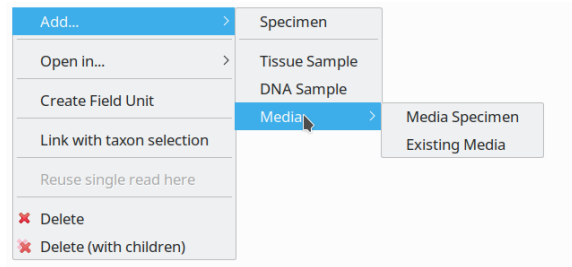 Add...
Open in...
Create Field Unit
Link with taxon selection
Reuse single read here
Delete
Delete (with children)
Specimen
Tissue Sample
DNA Sample
Media
Media Specimen
Existing Media